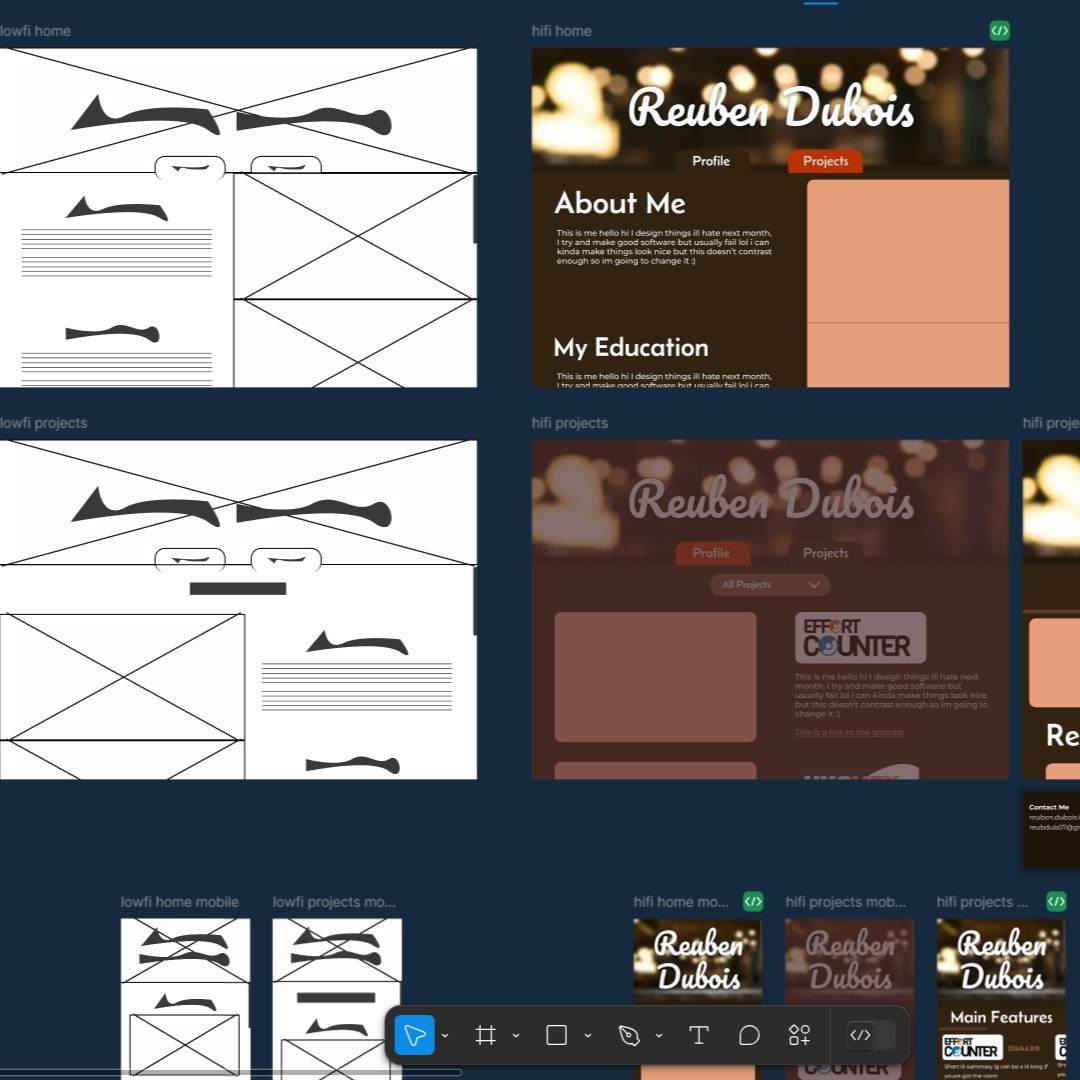 lowfi home
hifi home
Reuben Dubois
Profile
Projects
About Me
This is me hello hi I design things ill hate next month,
I try and make good software but usually fail lol i can
kinda make things look nice but this doesn't contrast
enough so im going to change it :)
My Education
This is me hello hi I design things ill hate next month,
I try and make good software but usually fail lol i can
lowfi projects
hifi projects
hifi proje
Reuben Dubois
Profile
Projects
All Projects
EFFORT
COUNTER
This is me hello hi I design things ill hate next
month, I try and make good software but
usually fail lol i can kinda make things look nice
but this doesn't contrast enough so im going to
change it :)
This is a link to the githubb
Re
Contact Me
reuben.dubois.
reubdub07@gr
lowfi home mobile
lowfi projects mo...
hifi home mo...
hifi projects mob...
hifi projects ...
Reuben
Dubois
Reuben
Dubois
Reuben
Dubois
Main Features
EFFORT
COUNTER
This is a link
Short lil summary ig can be a lil long if
youve got the room
COUNTER